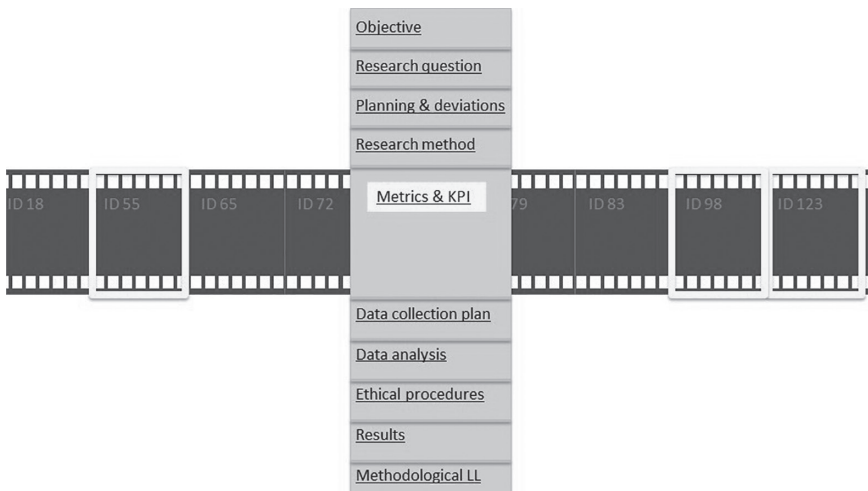 Objective
Research question
Planning & deviations
Research method
Metrics & KPI
ID 18
ID 55
ID 65
ID 72
79
ID 83
ID 98
ID 123
Data collection plan
Data analysis
Ethical procedures
Results
Methodological LL